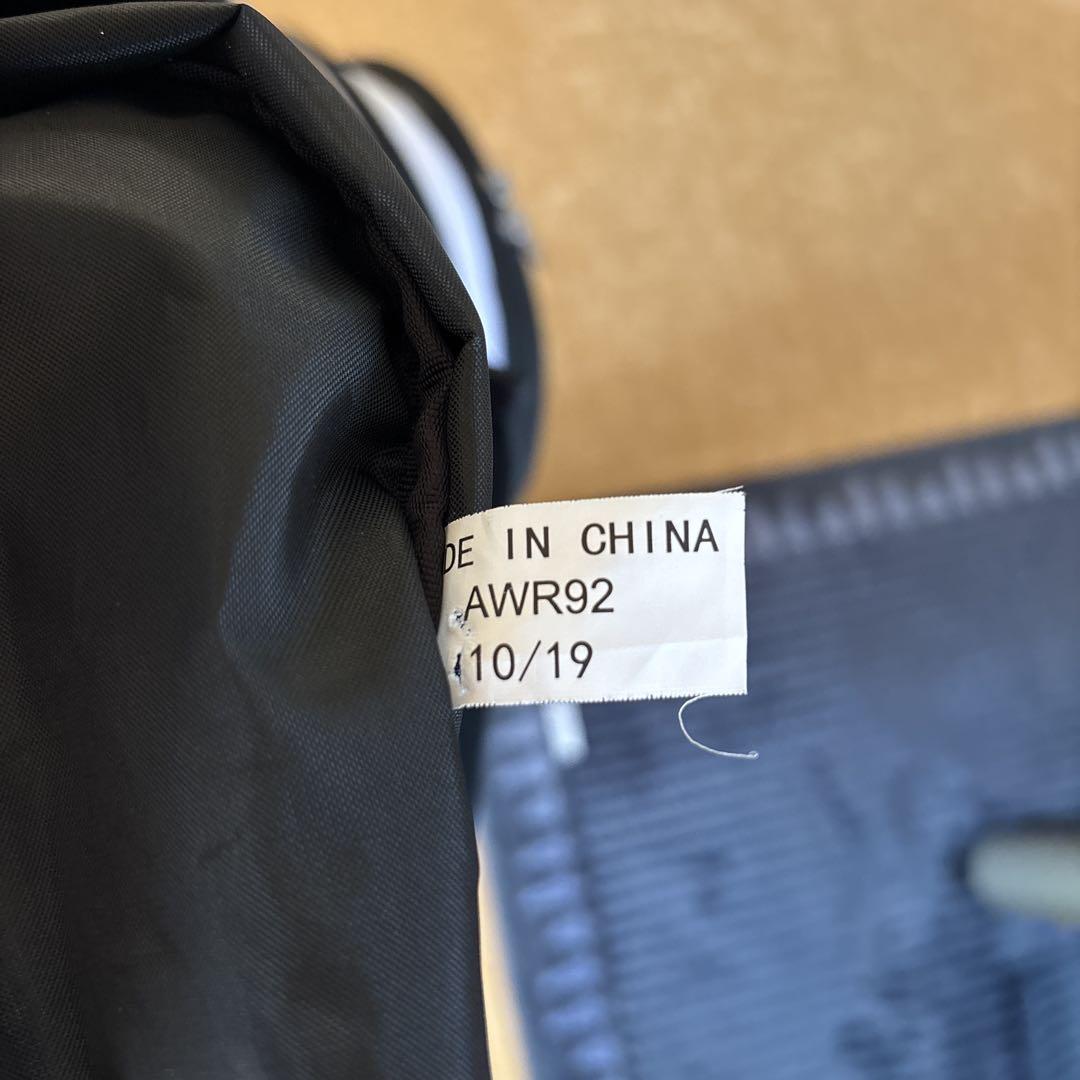 DE IN CHINA
AWR92
10/19